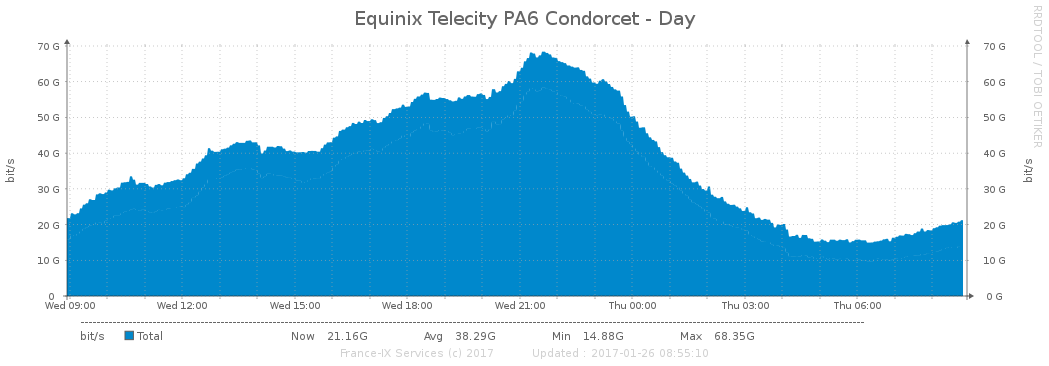 Equinix Telecity PA6 Condorcet - Day
RRDTOOL / TOBI OETIKER
70 G 70 G
60 G 60 G
50 G 50 G
40 G 40 G
30 G 30 G
20 G 20 G
10 G 10 G
0 0 G
bit/s bit/s
Wed 09:00 Wed 12:00 Wed 15:00 Wed 18:00 Wed 21:00 Thu 00:00 Thu 03:00 Thu 06:00
bit/s Total Now 21.16G Avg 38.29G Min 14.88G Max 68.35G
France-IX Services (c) 2017 Updated : 2017-01-26 08:55:10